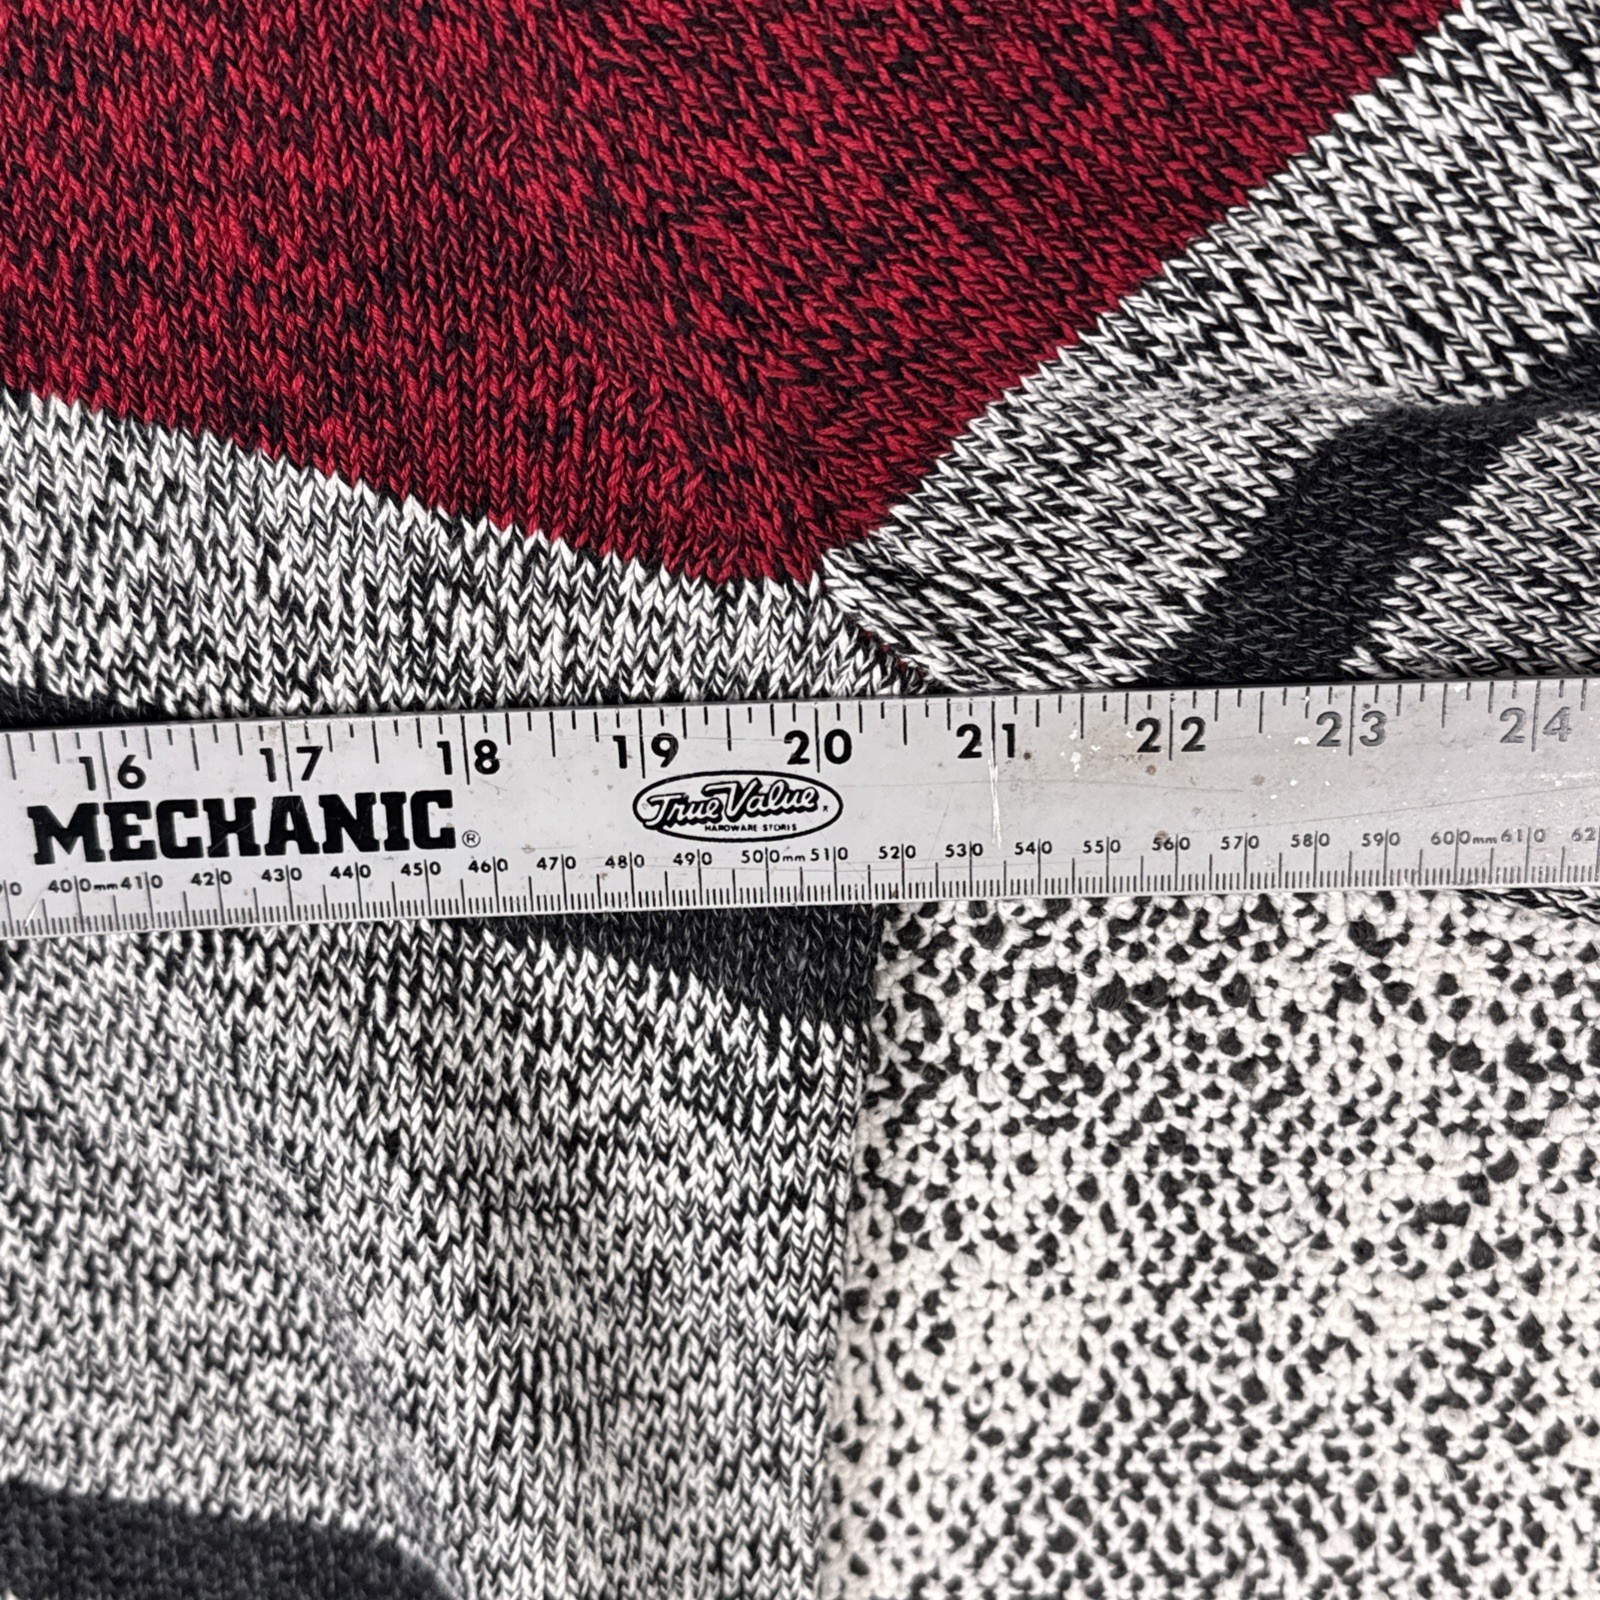 16 17 18 19 20 21 22 23 24
MECHANIC® True Value®
HARDWARE STORES
400mm 410 420 430 440 450 460 470 480 490 500mm 510 520 530 540 550 560 570 580 590 600mm 610